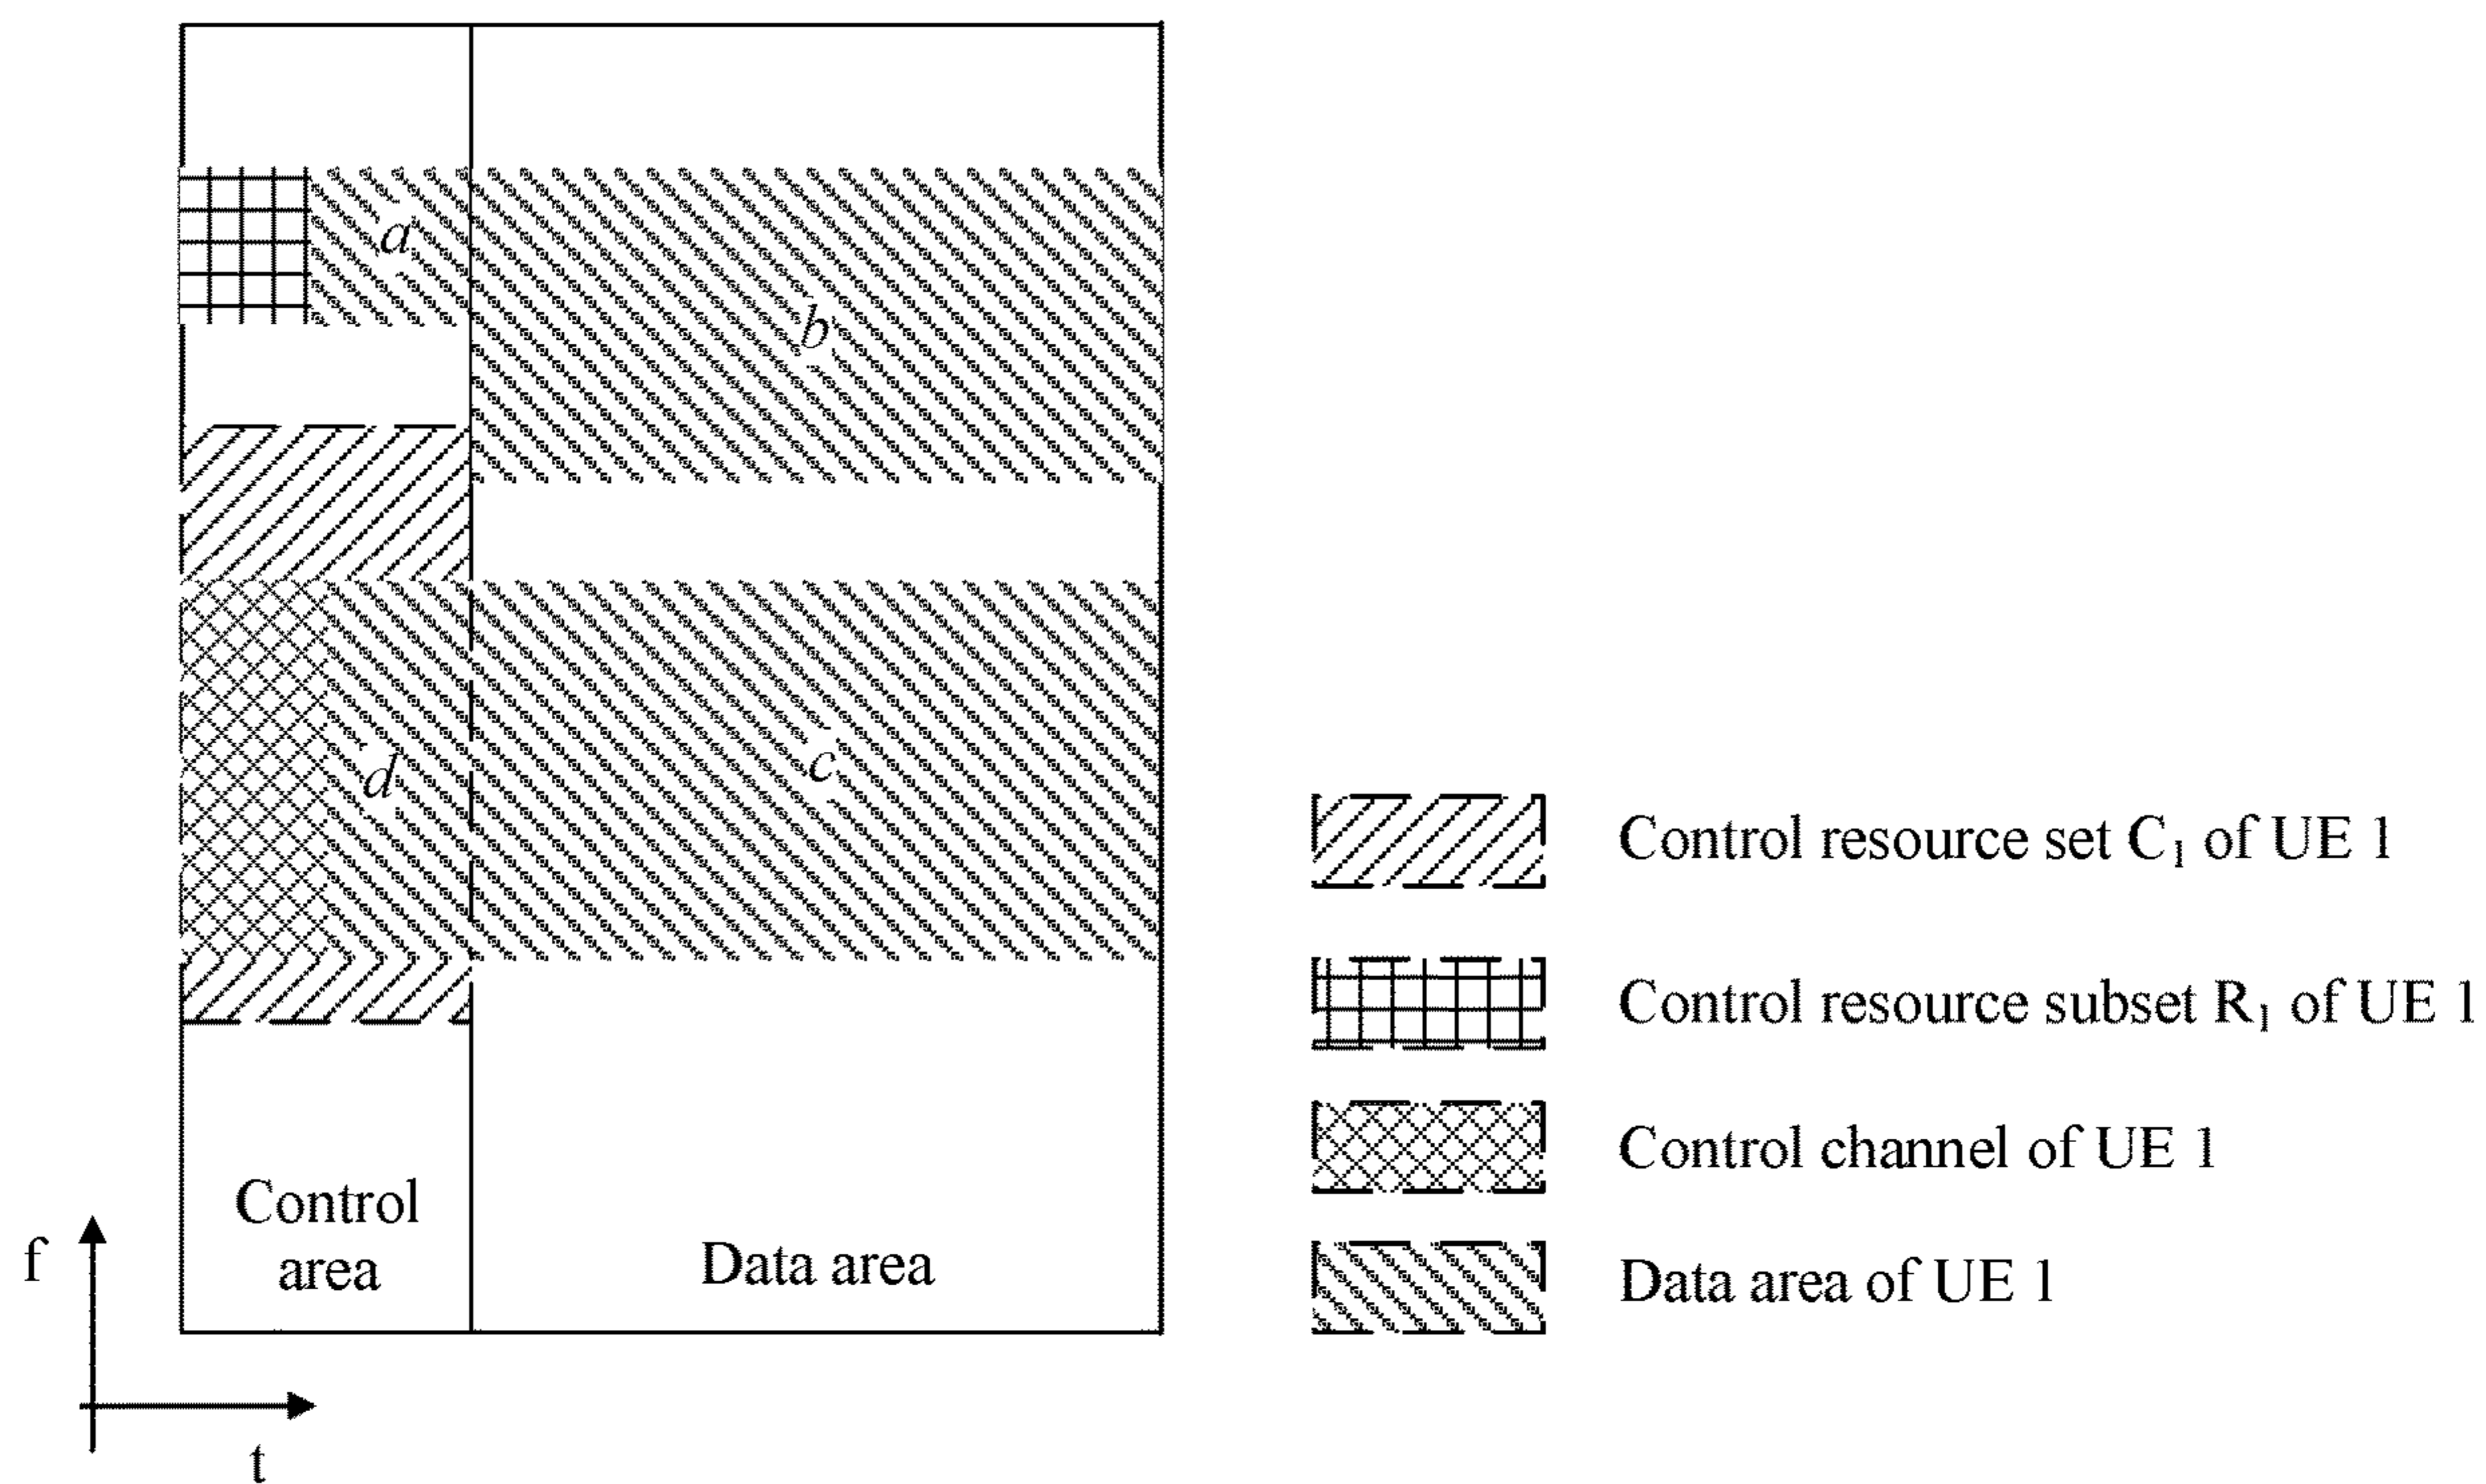 a
b
d
c
Control
area
Data area
f
t
Control resource set C₁ of UE 1
Control resource subset R₁ of UE 1
Control channel of UE 1
Data area of UE 1